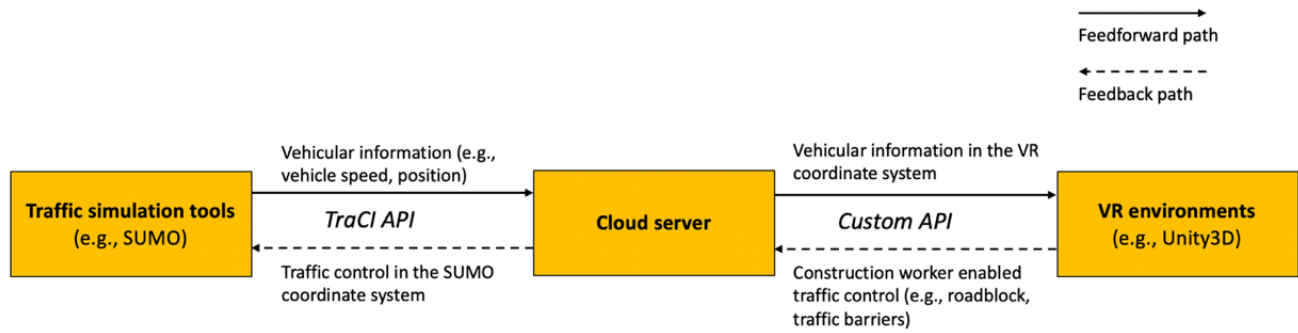 Feedforward path
Feedback path
Vehicular information (e.g.,
vehicle speed, position)
Vehicular information in the VR
coordinate system
Traffic simulation tools
(e.g., SUMO)
TraCI API
Cloud server
Custom API
VR environments
(e.g., Unity3D)
Traffic control in the SUMO
coordinate system
Construction worker enabled
traffic control (e.g., roadblock,
traffic barriers)